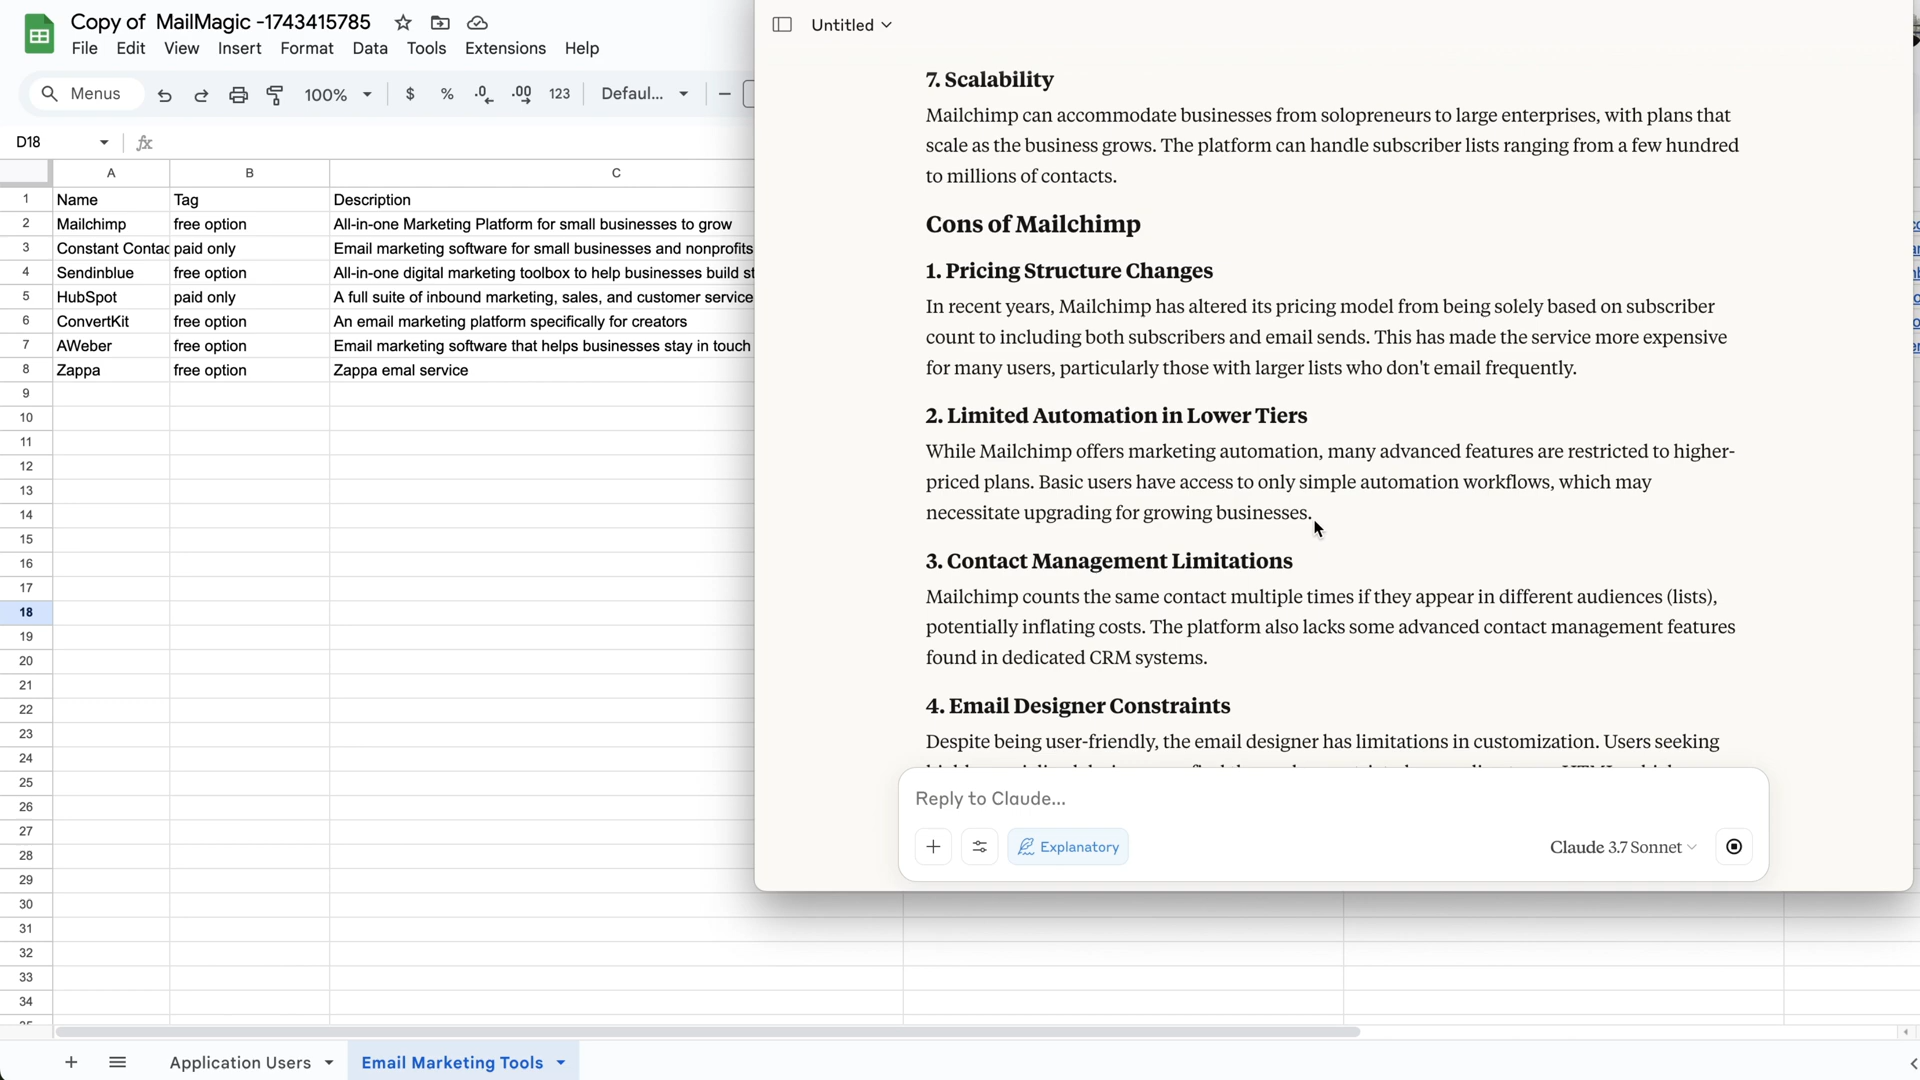 Copy of MailMagic -1743415785
File Edit View Insert Format Data Tools Extensions Help
Menus 100% $ % .0 .00 123 Defaul...
D18 fx
A B C
1 Name Tag Description
2 Mailchimp free option All-in-one Marketing Platform for small businesses to grow
3 Constant Contac paid only Email marketing software for small businesses and nonprofits
4 Sendinblue free option All-in-one digital marketing toolbox to help businesses build st
5 HubSpot paid only A full suite of inbound marketing, sales, and customer service
6 ConvertKit free option An email marketing platform specifically for creators
7 AWeber free option Email marketing software that helps businesses stay in touch
8 Zappa free option Zappa emal service
9
10
11
12
13
14
15
16
17
18
19
20
21
22
23
24
25
26
27
28
29
30
31
32
33
34
Application Users Email Marketing Tools
Untitled
7. Scalability
Mailchimp can accommodate businesses from solopreneurs to large enterprises, with plans that
scale as the business grows. The platform can handle subscriber lists ranging from a few hundred
to millions of contacts.
Cons of Mailchimp
1. Pricing Structure Changes
In recent years, Mailchimp has altered its pricing model from being solely based on subscriber
count to including both subscribers and email sends. This has made the service more expensive
for many users, particularly those with larger lists who don't email frequently.
2. Limited Automation in Lower Tiers
While Mailchimp offers marketing automation, many advanced features are restricted to higher-
priced plans. Basic users have access to only simple automation workflows, which may
necessitate upgrading for growing businesses.
3. Contact Management Limitations
Mailchimp counts the same contact multiple times if they appear in different audiences (lists),
potentially inflating costs. The platform also lacks some advanced contact management features
found in dedicated CRM systems.
4. Email Designer Constraints
Despite being user-friendly, the email designer has limitations in customization. Users seeking
Reply to Claude...
Explanatory
Claude 3.7 Sonnet